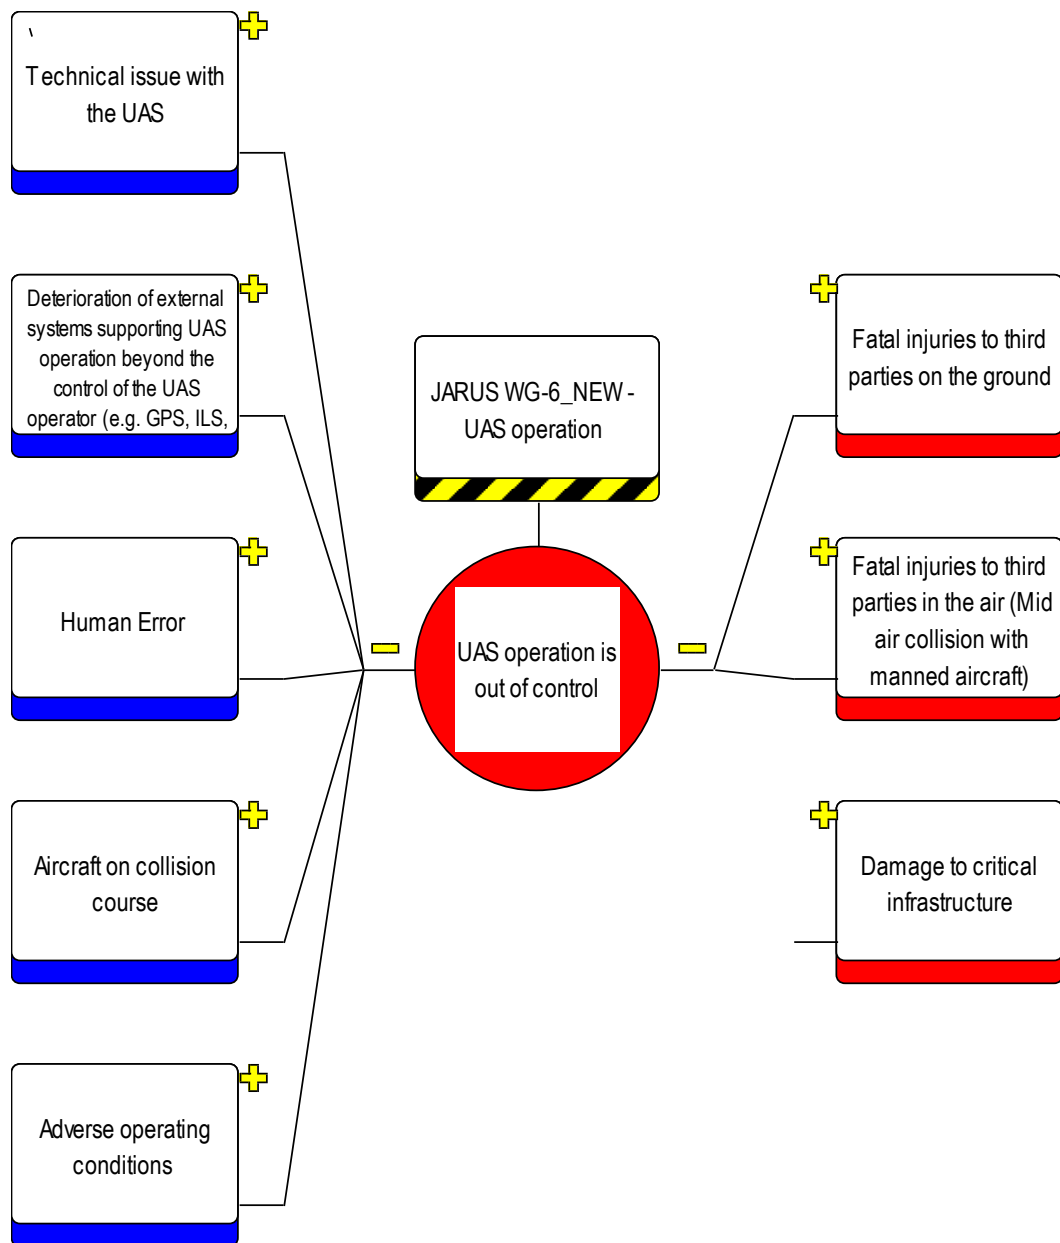 Technical issue with
the UAS
Deterioration of external
systems supporting UAS
operation beyond the
control of the UAS
operator (e.g. GPS, ILS,
Human Error
Aircraft on collision
course
Adverse operating
conditions
JARUS WG-6_NEW -
UAS operation
UAS operation is
out of control
Fatal injuries to third
parties on the ground
Fatal injuries to third
parties in the air (Mid
air collision with
manned aircraft)
Damage to critical
infrastructure